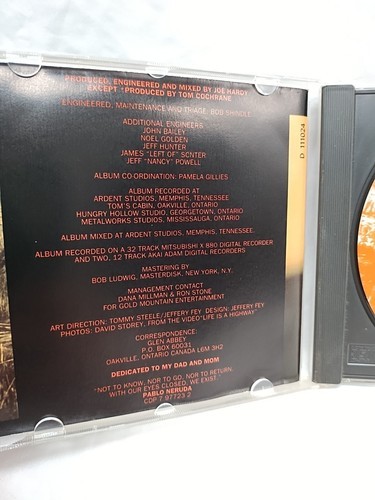 PRODUCED, ENGINEERED AND MIXED BY JOE HARDY
EXCEPT *PRODUCED BY TOM COCHRANE
ENGINEERED, MAINTENANCE AND TRIAGE: BOB
ADDITIONAL ENGINEERS
JOHN BAILEY
NOEL GOLDEN
JEFF HUNTER
JAMES "LEFT OF" SCNTER
JEFF "NANCY" POWELL
ALBUM CO-ORDINATION: PAMELA GILLIES
ALBUM RECORDED AT
ARDENT STUDIOS, MEMPHIS, TENNESSEE
TOM'S CABIN, OAKVILLE, ONTARIO
HUNGRY HOLLOW STUDIO, GEORGETOWN, ONTARIO
METALWORKS STUDIOS, MISSISSAUGA, ONTARIO
ALBUM MIXED AT ARDENT STUDIOS, MEMPHIS, TENNESSEE.
ALBUM RECORDED ON A 32 TRACK MITSUBISHI X 880 DIGITAL RECORDER
AND TWO, 12 TRACK AKAI ADAM DIGITAL RECORDERS
MASTERING BY
BOB LUDWIG, MASTERDISK, NEW YORK, N.Y.
MANAGEMENT CONTACT
DANA MILLMAN & RON STONE
FOR GOLD MOUNTAIN ENTERTAINMENT
ART DIRECTION: TOMMY STEELE/JEFFERY FEY DESIGN: JEFFERY FEY
PHOTOS: DAVID STOREY, FROM THE VIDEO "LIFE IS A HIGHWAY"
CORRESPONDENCE:
GLEN ABBEY
P.O. BOX 60031
OAKVILLE, ONTARIO CANADA L6M 3H2
DEDICATED TO MY DAD AND MOM
"NOT TO KNOW, NOR TO GO, NOR TO RETURN,
WITH OUR EYES CLOSED, WE EXIST."
PABLO NERUDA
CDP 7 97723 2
D 111024